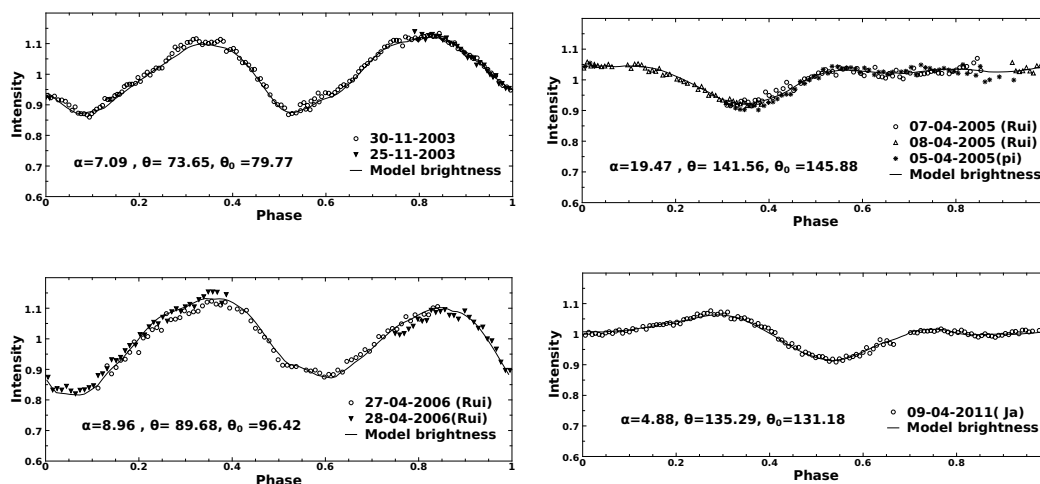 1.1
1
0.9
0.8
0.7
0.6
Intensity
30-11-2003
25-11-2003
Model brightness
α=7.09 , θ= 73.65, θ₀ =79.77
0 0.2 0.4 0.6 0.8 1
Phase
1.1
1
0.9
0.8
0.7
0.6
Intensity
07-04-2005 (Rui)
08-04-2005 (Rui)
05-04-2005(pi)
Model brightness
α=19.47 , θ= 141.56, θ₀ =145.88
0 0.2 0.4 0.6 0.8
Phase
1.1
1
0.9
0.8
0.7
0.6
Intensity
27-04-2006 (Rui)
28-04-2006(Rui)
Model brightness
α=8.96 , θ= 89.68, θ₀ =96.42
0 0.2 0.4 0.6 0.8 1
Phase
1.1
1
0.9
0.8
0.7
0.6
Intensity
09-04-2011( Ja)
Model brightness
α=4.88, θ=135.29, θ₀ =131.18
0 0.2 0.4 0.6 0.8
Phase